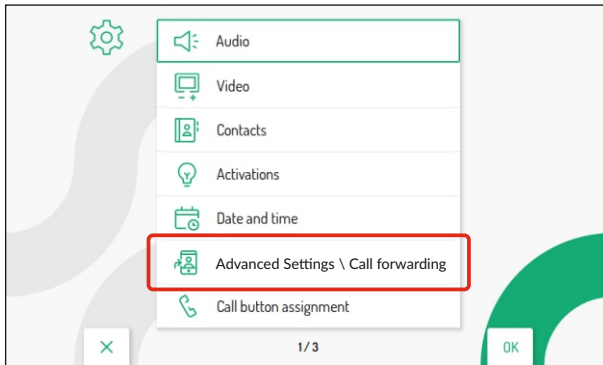 Audio
Video
Contacts
Activations
Date and time
Advanced Settings \ Call forwarding
Call button assignment
1/3
OK